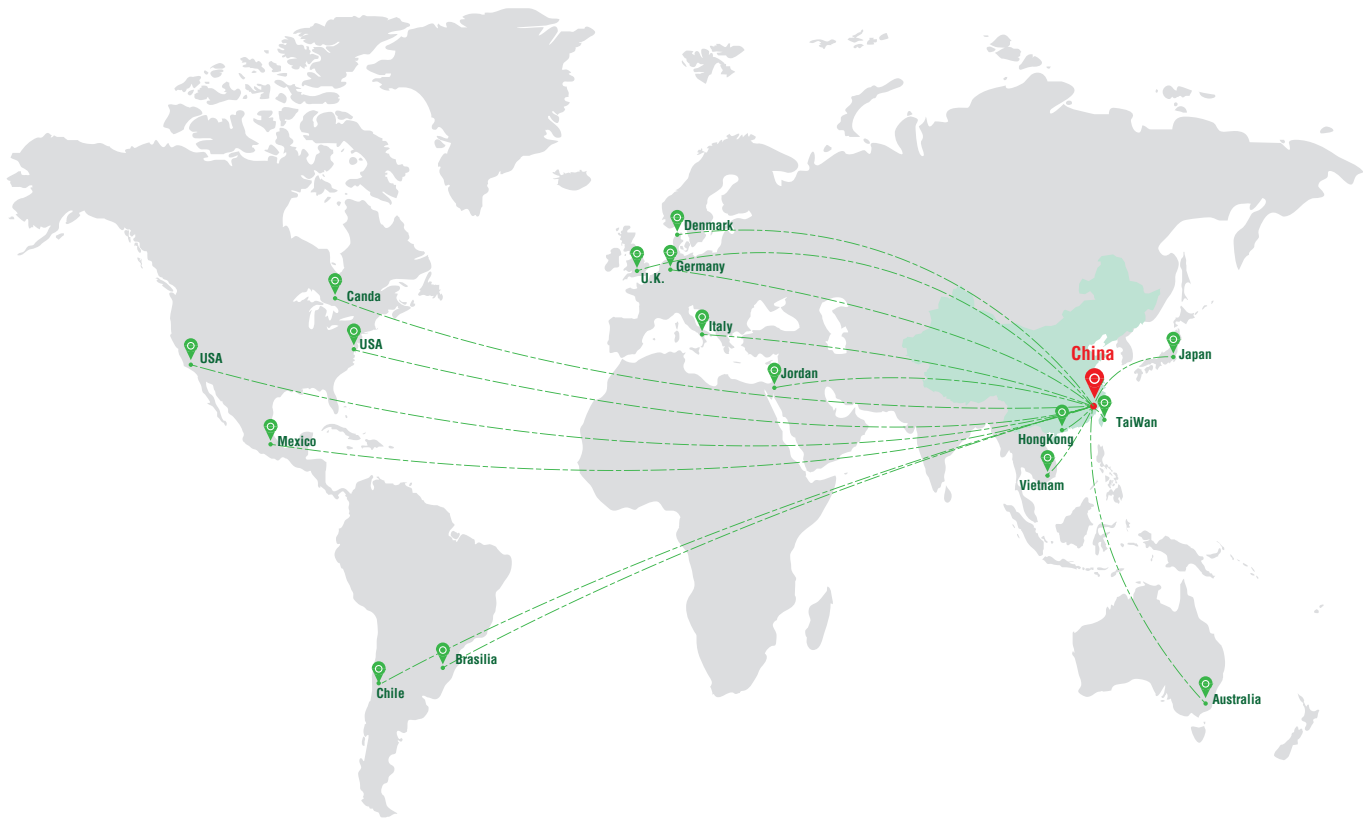 Denmark
Germany
U.K.
Canda
Italy
USA
USA
Jordan
China
Japan
TaiWan
Mexico
HongKong
Vietnam
Brasilia
Chile
Australia